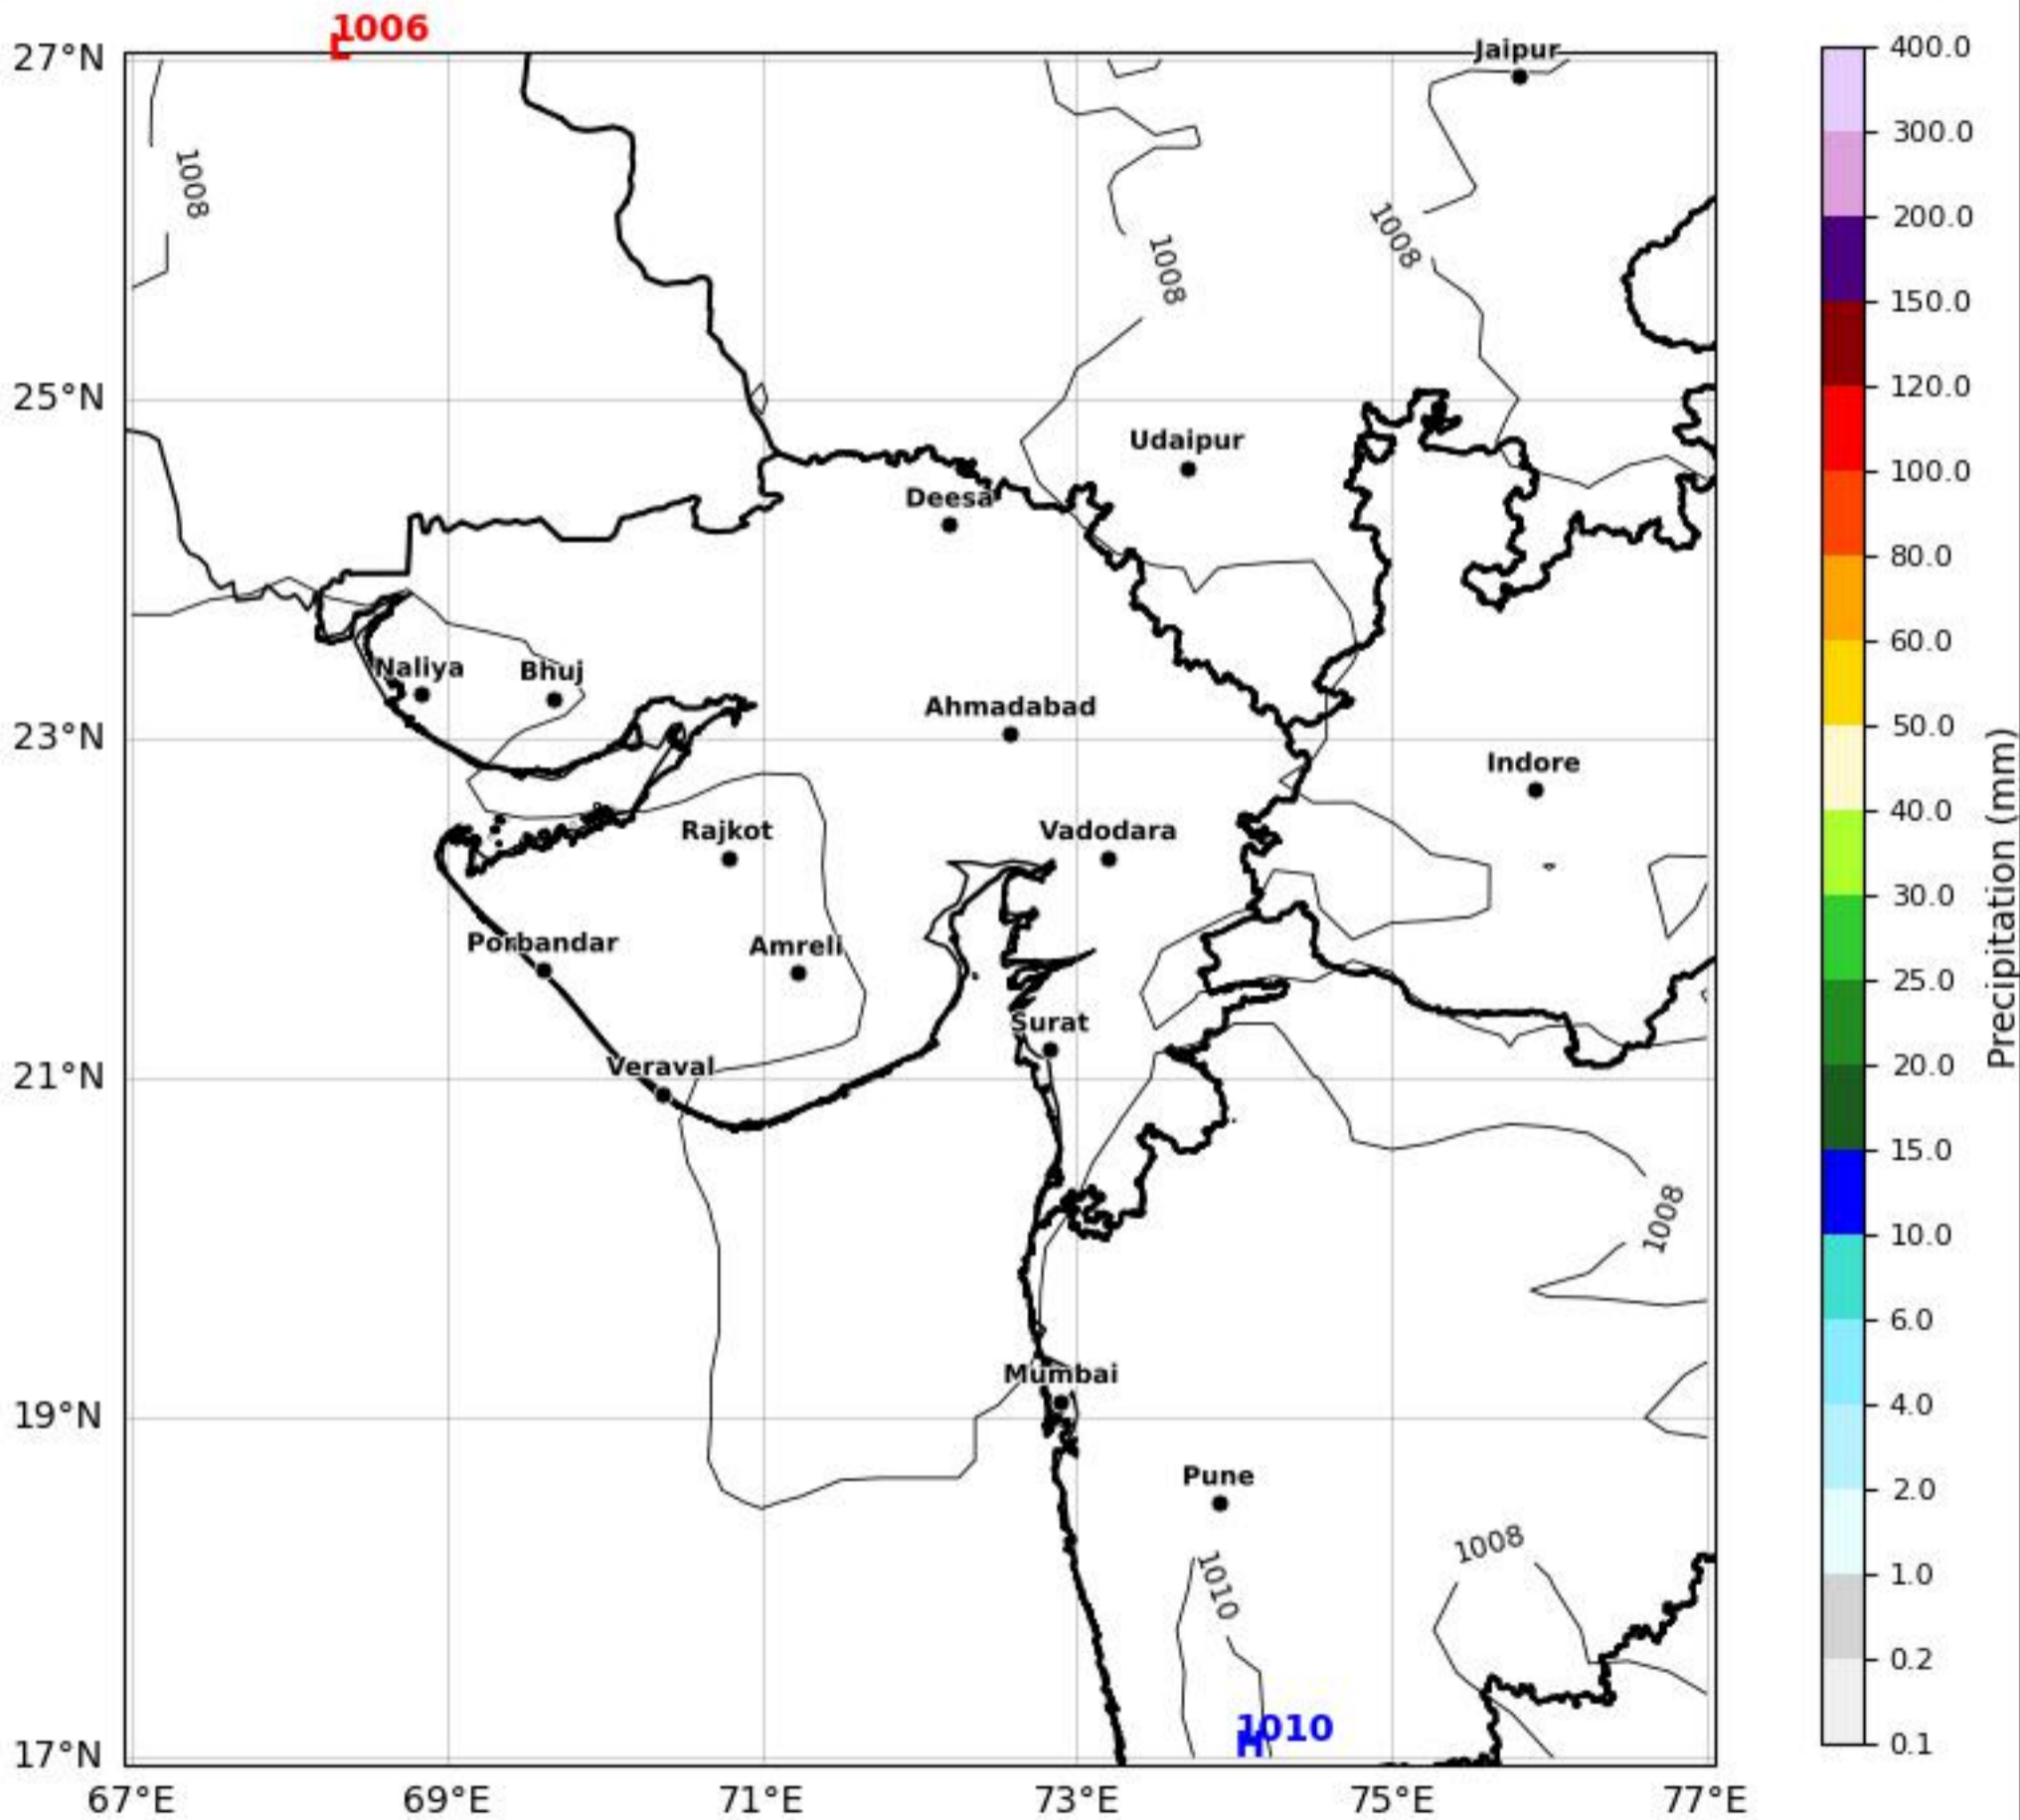 1006
L
27°N
Jaipur
400.0
300.0
1008
1008
1008
200.0
150.0
25°N
120.0
Udaipur
100.0
Deesa
80.0
60.0
Naliya
Bhuj
Ahmadabad
50.0
23°N
Indore
Precipitation (mm)
40.0
Rajkot
Vadodara
30.0
Porbandar
Amreli
25.0
Surat
21°N
Veraval
20.0
15.0
1008
10.0
6.0
Mumbai
4.0
19°N
Pune
2.0
1008
1.0
1010
0.2
1010
H
17°N
0.1
67°E
69°E
71°E
73°E
75°E
77°E